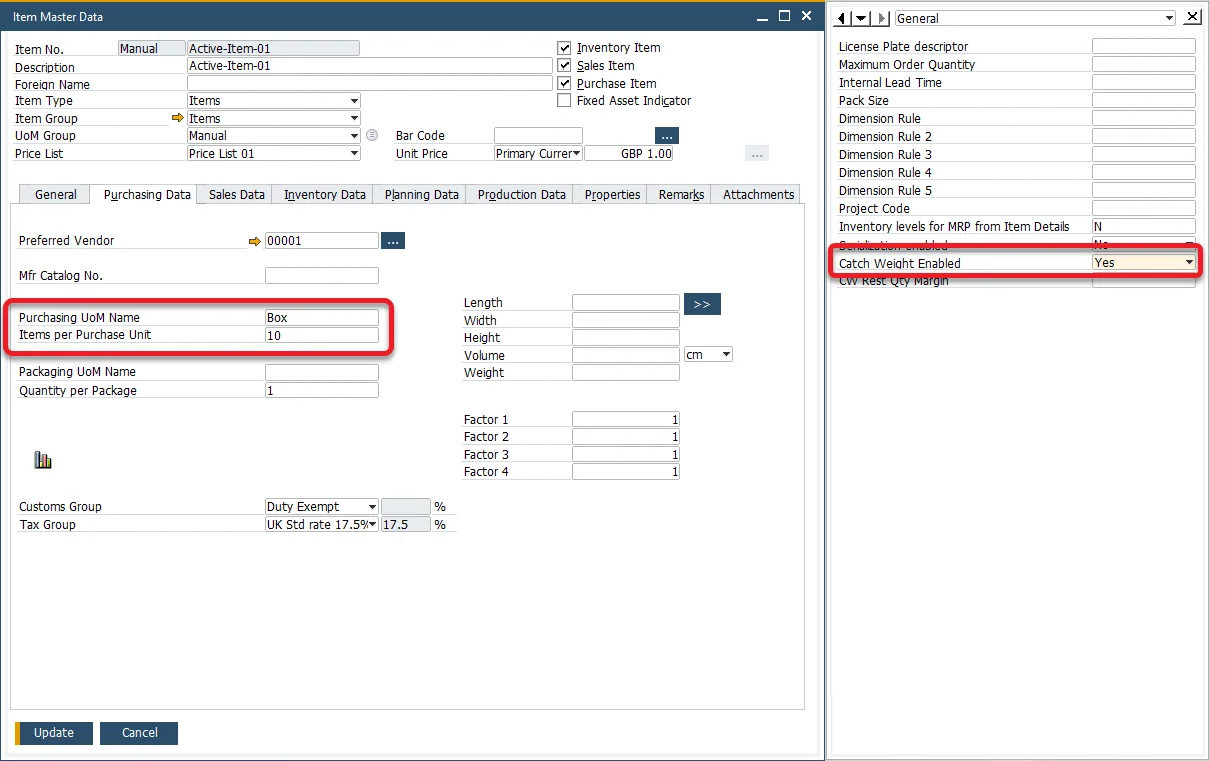 Item Master Data
Item No. Manual Active-Item-01
Description Active-Item-01
Foreign Name
Item Type Items
Item Group Items
UoM Group Manual
Price List Price List 01
Inventory Item
Sales Item
Purchase Item
Fixed Asset Indicator
Bar Code ...
Unit Price Primary Currer GBP 1.00 ...
General Purchasing Data Sales Data Inventory Data Planning Data Production Data Properties Remarks Attachments
Preferred Vendor 00001 ...
Mfr Catalog No.
Purchasing UoM Name Box
Items per Purchase Unit 10
Packaging UoM Name
Quantity per Package 1
Length >>
Width
Height
Volume cm
Weight
Factor 1 1
Factor 2 1
Factor 3 1
Factor 4 1
Customs Group Duty Exempt %
Tax Group UK Std rate 17.5% 17.5 %
Update Cancel
General
License Plate descriptor
Maximum Order Quantity
Internal Lead Time
Pack Size
Dimension Rule
Dimension Rule 2
Dimension Rule 3
Dimension Rule 4
Dimension Rule 5
Project Code
Inventory levels for MRP from Item Details N
Serialization enabled No
Catch Weight Enabled Yes
CW Rest Qty Margin